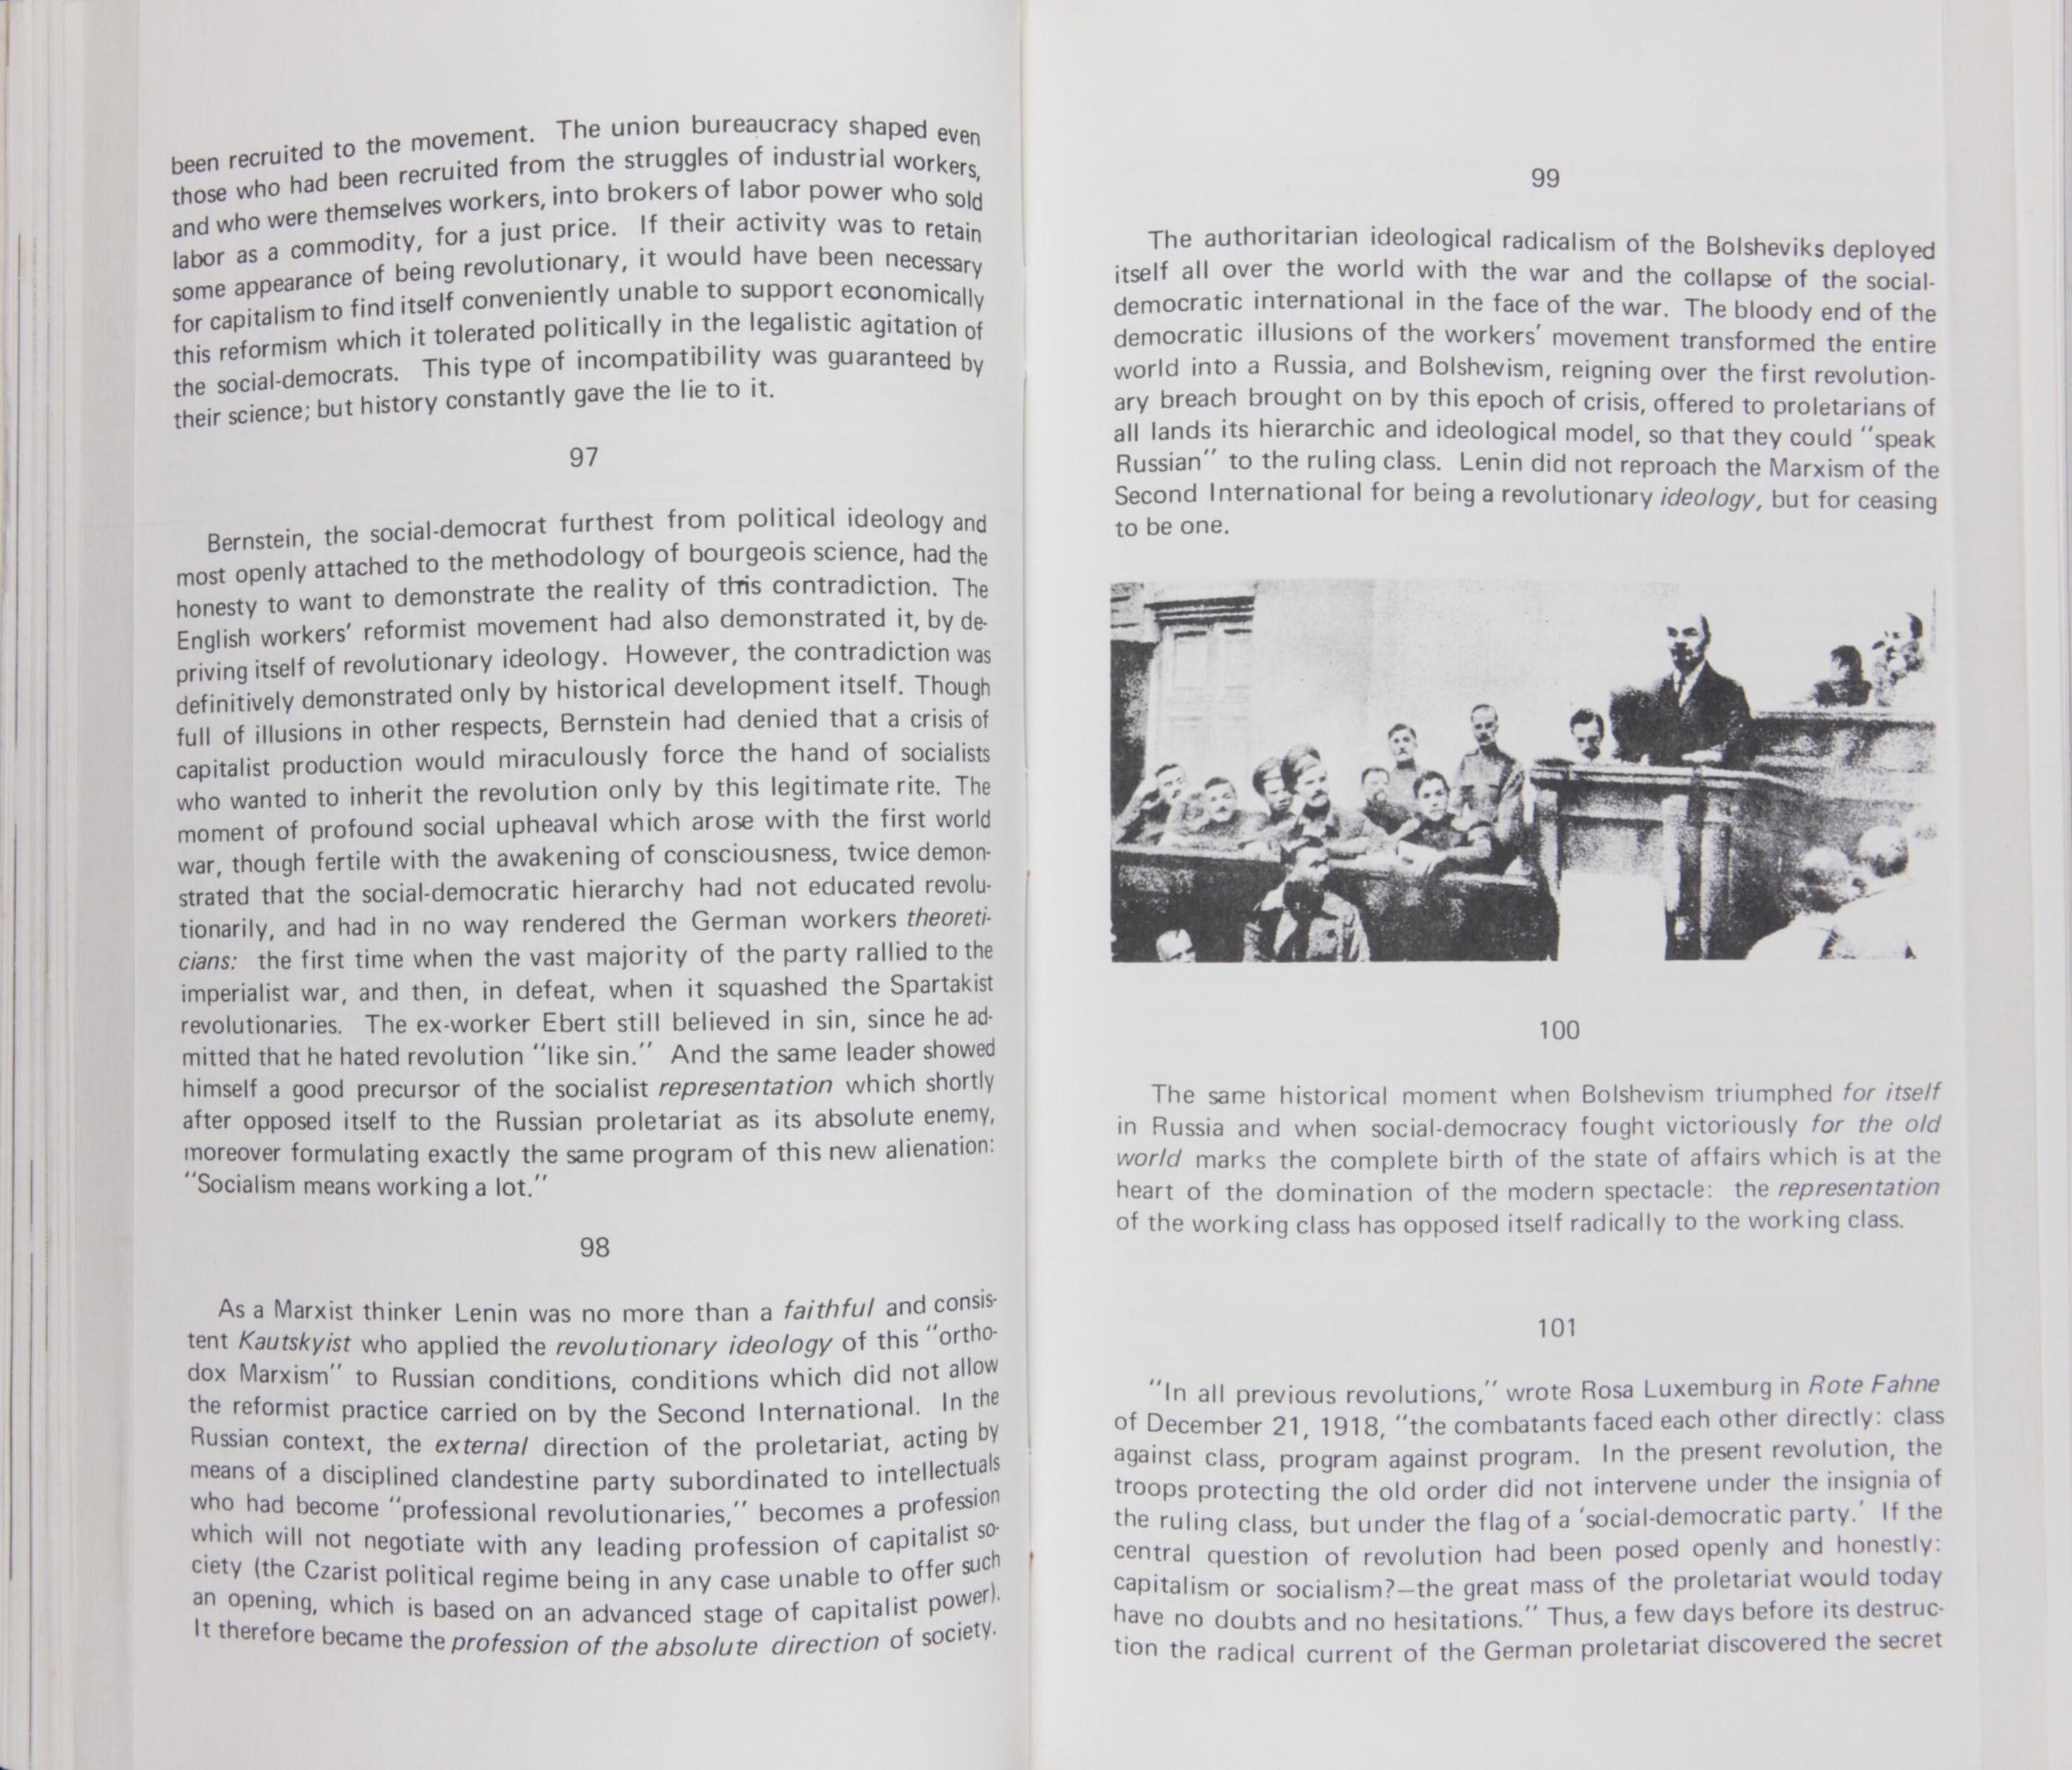 been recruited to the movement. The union bureaucracy shaped even
those who had been recruited from the struggles of industrial workers,
and who were themselves workers, into brokers of labor power who sold
labor as a commodity, for a just price. If their activity was to retain
some appearance of being revolutionary, it would have been necessary
for capitalism to find itself conveniently unable to support economically
this reformism which it tolerated politically in the legalistic agitation of
the social-democrats. This type of incompatibility was guaranteed by
their science; but history constantly gave the lie to it.
97
Bernstein, the social-democrat furthest from political ideology and
most openly attached to the methodology of bourgeois science, had the
honesty to want to demonstrate the reality of this contradiction. The
English workers’ reformist movement had also demonstrated it, by de-
priving itself of revolutionary ideology. However, the contradiction was
definitively demonstrated only by historical development itself. Though
full of illusions in other respects, Bernstein had denied that a crisis of
capitalist production would miraculously force the hand of socialists
who wanted to inherit the revolution only by this legitimate rite. The
moment of profound social upheaval which arose with the first world
war, though fertile with the awakening of consciousness, twice demon-
strated that the social-democratic hierarchy had not educated revolu-
tionarily, and had in no way rendered the German workers theoreti-
cians: the first time when the vast majority of the party rallied to the
imperialist war, and then, in defeat, when it squashed the Spartakist
revolutionaries. The ex-worker Ebert still believed in sin, since he ad-
mitted that he hated revolution “like sin.” And the same leader showed
himself a good precursor of the socialist representation which shortly
after opposed itself to the Russian proletariat as its absolute enemy,
moreover formulating exactly the same program of this new alienation:
“Socialism means working a lot.”
98
As a Marxist thinker Lenin was no more than a faithful and consis-
tent Kautskyist who applied the revolutionary ideology of this “ortho-
dox Marxism” to Russian conditions, conditions which did not allow
the reformist practice carried on by the Second International. In the
Russian context, the external direction of the proletariat, acting by
means of a disciplined clandestine party subordinated to intellectuals
who had become “professional revolutionaries,” becomes a profession
which will not negotiate with any leading profession of capitalist so-
ciety (the Czarist political regime being in any case unable to offer such
an opening, which is based on an advanced stage of capitalist power).
It therefore became the profession of the absolute direction of society.
99
The authoritarian ideological radicalism of the Bolsheviks deployed
itself all over the world with the war and the collapse of the social-
democratic international in the face of the war. The bloody end of the
democratic illusions of the workers’ movement transformed the entire
world into a Russia, and Bolshevism, reigning over the first revolution-
ary breach brought on by this epoch of crisis, offered to proletarians of
all lands its hierarchic and ideological model, so that they could “speak
Russian” to the ruling class. Lenin did not reproach the Marxism of the
Second International for being a revolutionary ideology, but for ceasing
to be one.
100
The same historical moment when Bolshevism triumphed for itself
in Russia and when social-democracy fought victoriously for the old
world marks the complete birth of the state of affairs which is at the
heart of the domination of the modern spectacle: the representation
of the working class has opposed itself radically to the working class.
101
“In all previous revolutions,” wrote Rosa Luxemburg in Rote Fahne
of December 21, 1918, “the combatants faced each other directly: class
against class, program against program. In the present revolution, the
troops protecting the old order did not intervene under the insignia of
the ruling class, but under the flag of a ‘social-democratic party.’ If the
central question of revolution had been posed openly and honestly:
capitalism or socialism?—the great mass of the proletariat would today
have no doubts and no hesitations.” Thus, a few days before its destruc-
tion the radical current of the German proletariat discovered the secret